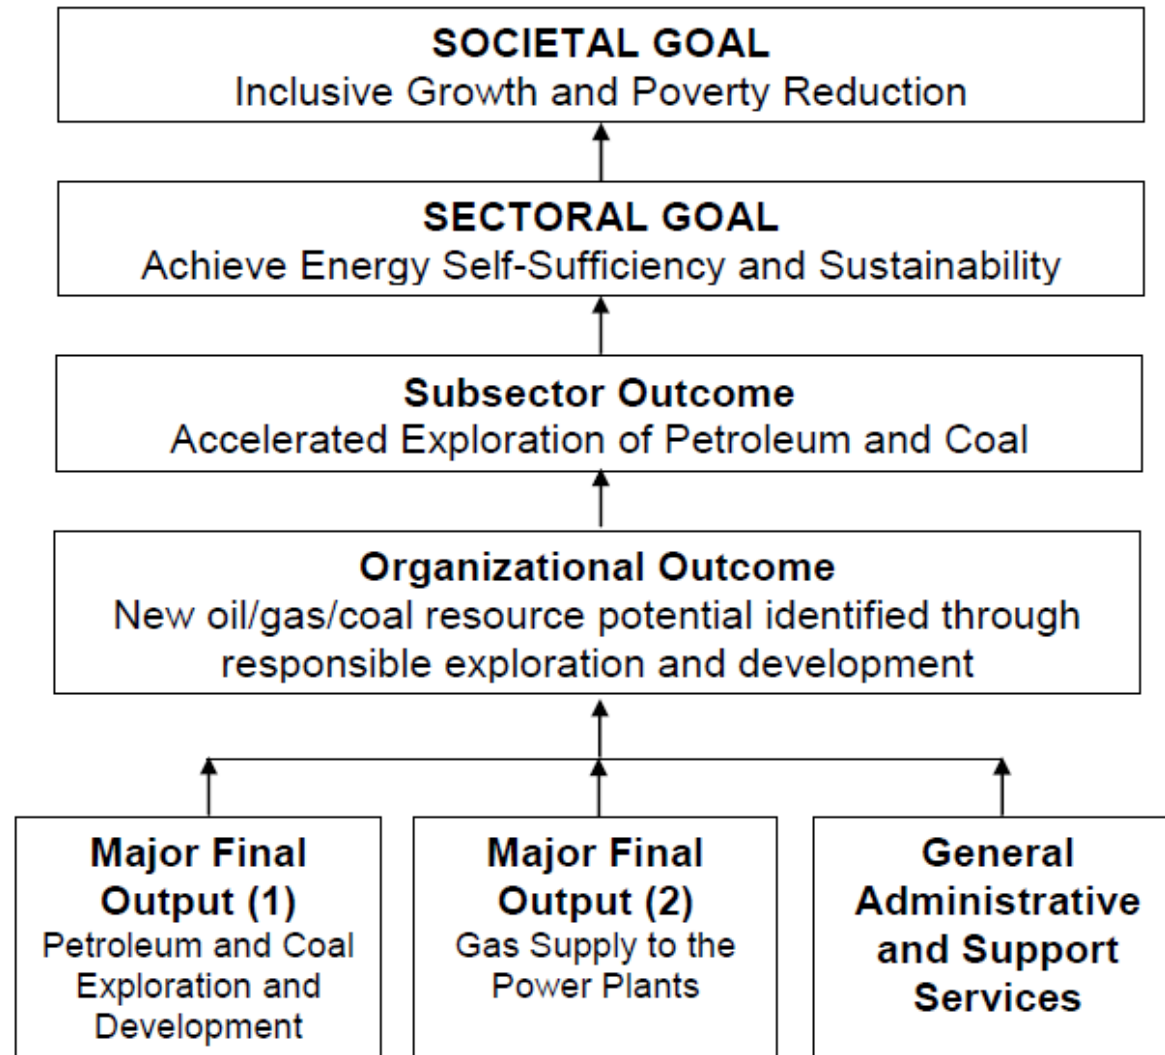 SOCIETAL GOAL
Inclusive Growth and Poverty Reduction
SECTORAL GOAL
Achieve Energy Self-Sufficiency and Sustainability
Subsector Outcome
Accelerated Exploration of Petroleum and Coal
Organizational Outcome
New oil/gas/coal resource potential identified through
responsible exploration and development
Major Final
Output (1)
Petroleum and Coal
Exploration and
Development
Major Final
Output (2)
Gas Supply to the
Power Plants
General
Administrative
and Support
Services